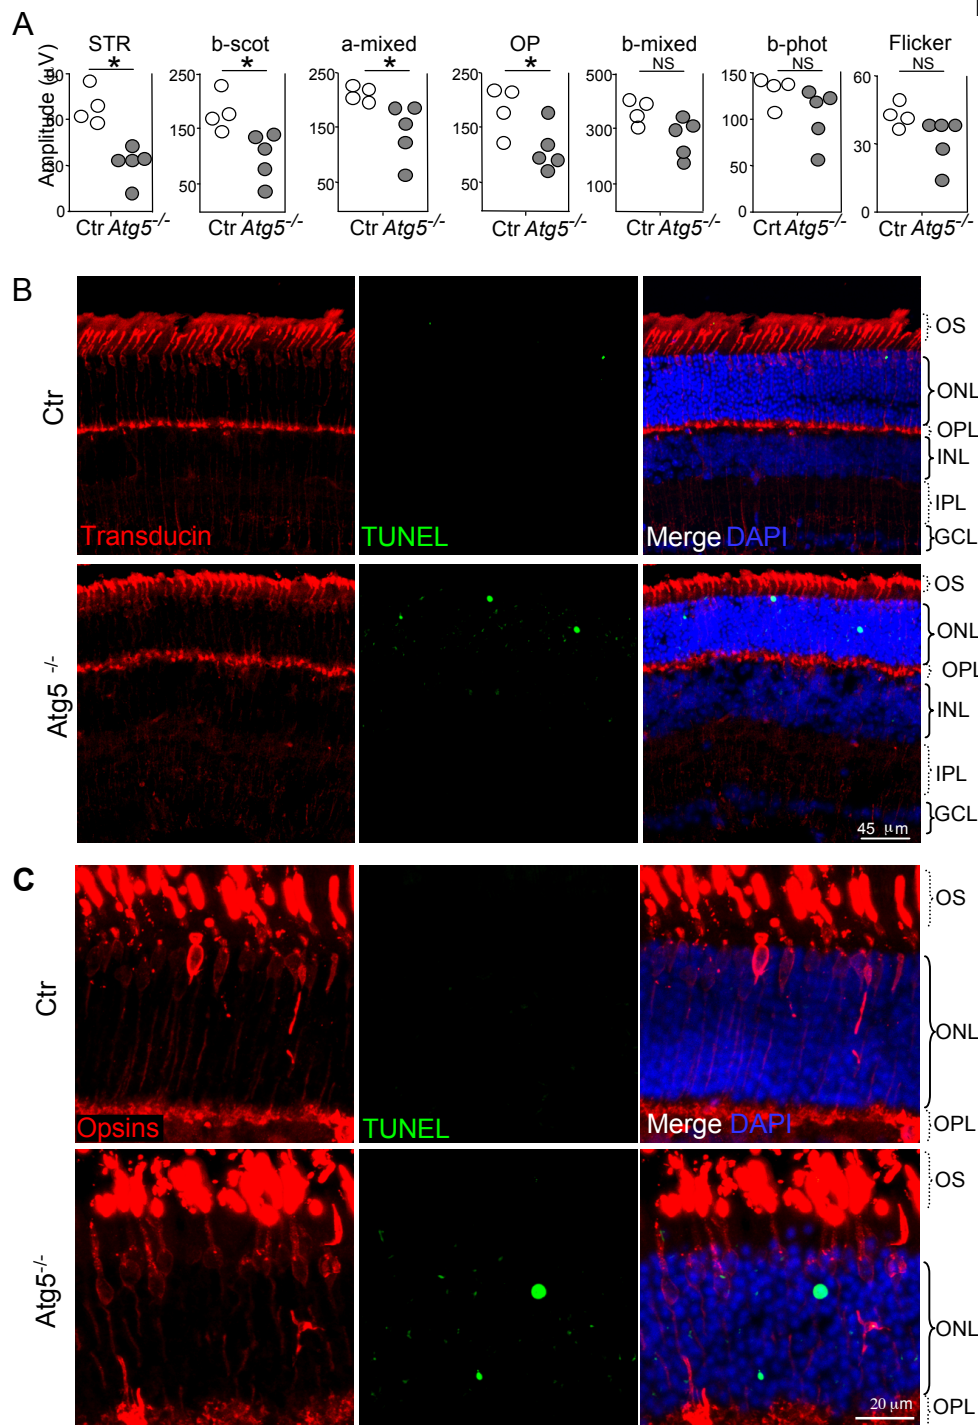 A
STR
b-scot
a-mixed
OP
b-mixed
b-phot
Flicker
* * * * NS NS NS
Amplitude (μV)
0
250
150
50
250
150
50
250
150
50
500
300
100
150
100
50
0
60
30
0
Ctr Atg5-/-
Ctr Atg5-/-
Ctr Atg5-/-
Ctr Atg5-/-
Ctr Atg5-/-
Crt Atg5-/-
Ctr Atg5-/-
B
Ctr
Transducin
TUNEL
Merge DAPI
OS
ONL
OPL
INL
IPL
GCL
Atg5 -/-
OS
ONL
OPL
INL
IPL
GCL
45 μm
C
Ctr
Opsins
TUNEL
Merge DAPI
OS
ONL
OPL
Atg5-/-
OS
ONL
OPL
20 μm